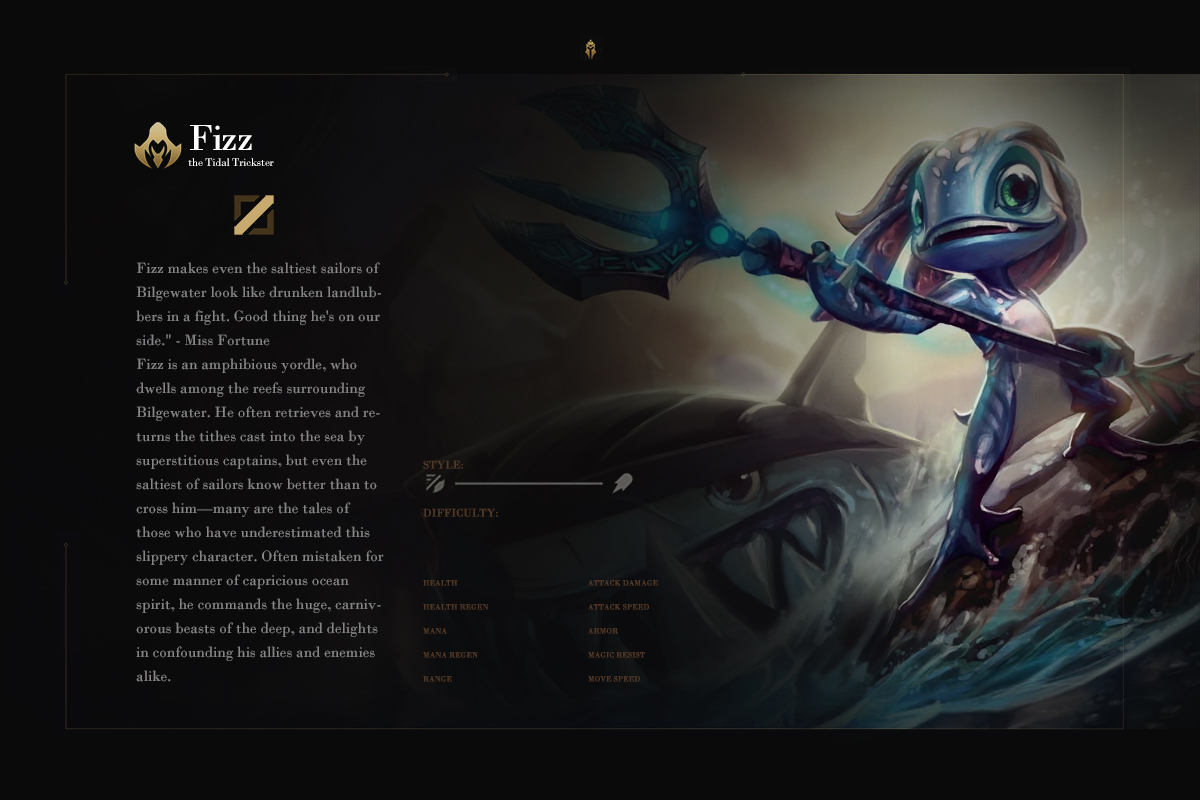 Fizz
the Tidal Trickster
Fizz makes even the saltiest sailors of
Bilgewater look like drunken landlub-
bers in a fight. Good thing he's on our
side." - Miss Fortune
Fizz is an amphibious yordle, who
dwells among the reefs surrounding
Bilgewater. He often retrieves and re-
turns the tithes cast into the sea by
superstitious captains, but even the
saltiest of sailors know better than to
cross him—many are the tales of
those who have underestimated this
slippery character. Often mistaken for
some manner of capricious ocean
spirit, he commands the huge, carniv-
orous beasts of the deep, and delights
in confounding his allies and enemies
alike.
STYLE:
DIFFICULTY:
HEALTH
HEALTH REGEN
MANA
MANA REGEN
RANGE
ATTACK DAMAGE
ATTACK SPEED
ARMOR
MAGIC RESIST
MOVE SPEED